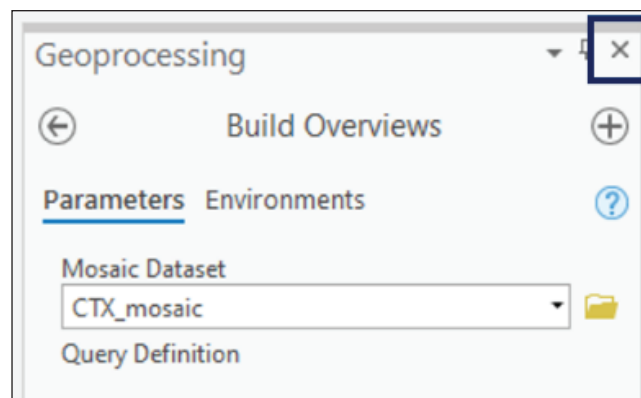 Geoprocessing
Build Overviews
Parameters Environments
Mosaic Dataset
CTX_mosaic
Query Definition